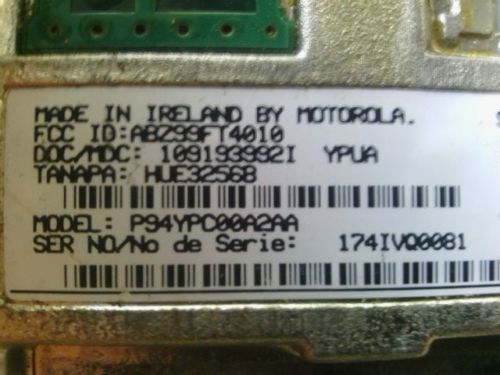 MADE IN IRELAND BY MOTOROLA.
FCC ID:ABZ99FT4010
DOC/MDC: 109193992I YPUA
TANAPA: HUE3256B
MODEL: P94YPC00A2AA
SER NO/No de Serie: 174IVQ0081